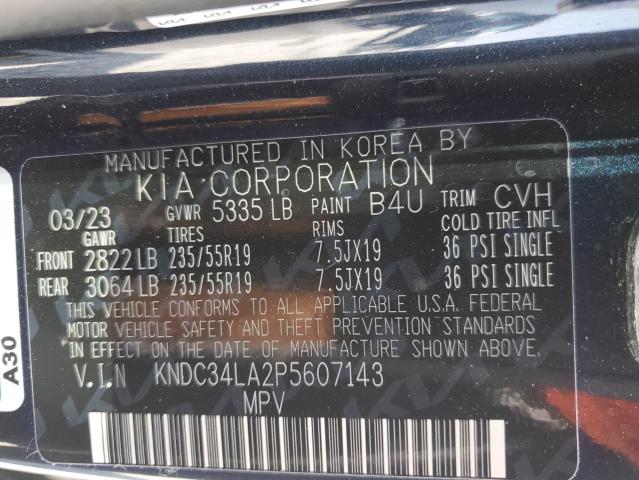 MANUFACTURED IN KOREA BY
KIA CORPORATION
03/23 GVWR 5335 LB PAINT B4U TRIM CVH
GAWR TIRES RIMS COLD TIRE INFL
FRONT 2822 LB 235/55R19 7.5JX19 36 PSI SINGLE
REAR 3064 LB 235/55R19 7.5JX19 36 PSI SINGLE
THIS VEHICLE CONFORMS TO ALL APPLICABLE U.S.A. FEDERAL
MOTOR VEHICLE SAFETY AND THEFT PREVENTION STANDARDS
IN EFFECT ON THE DATE OF MANUFACTURE SHOWN ABOVE.
V.I.N KNDC34LA2P5607143
MPV
A30